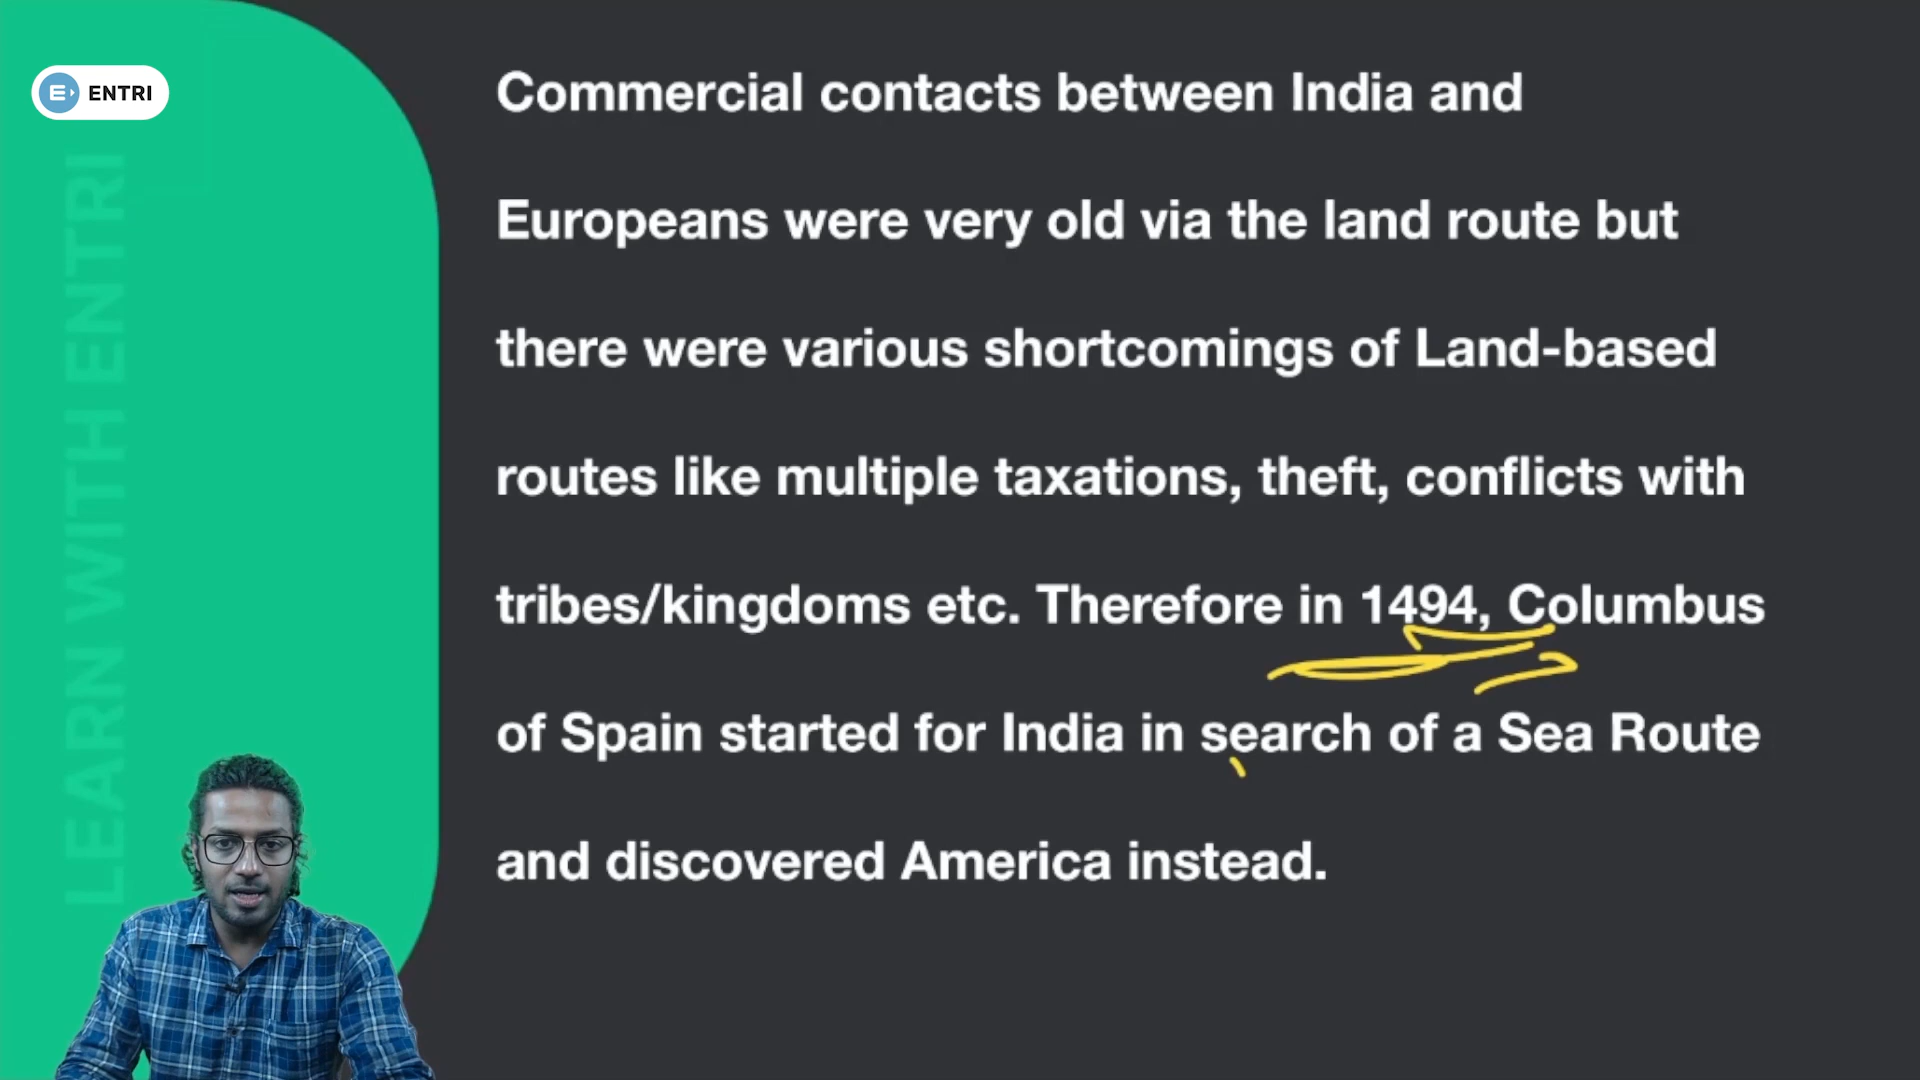 ENTRI
LEARN WITH ENTRI
Commercial contacts between India and
Europeans were very old via the land route but
there were various shortcomings of Land-based
routes like multiple taxations, theft, conflicts with
tribes/kingdoms etc. Therefore in 1494, Columbus
of Spain started for India in search of a Sea Route
and discovered America instead.